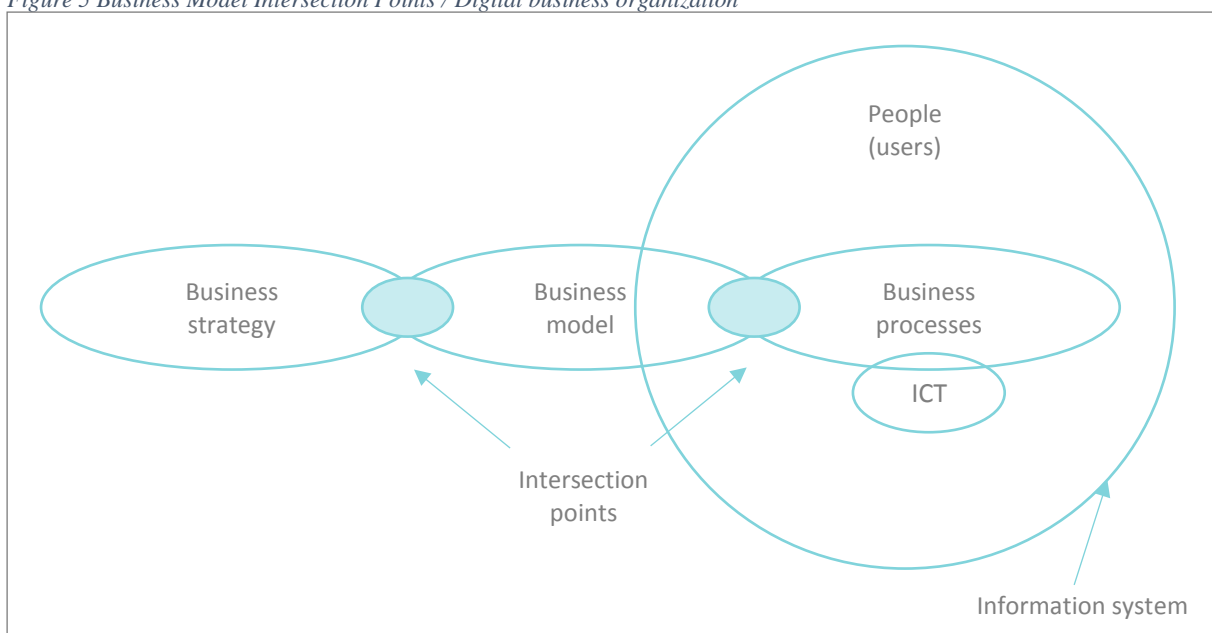 Figure 5 Business Model Intersection Points / Digital business organization
People
(users)
Business
strategy
Business
model
Business
processes
ICT
Intersection
points
Information system